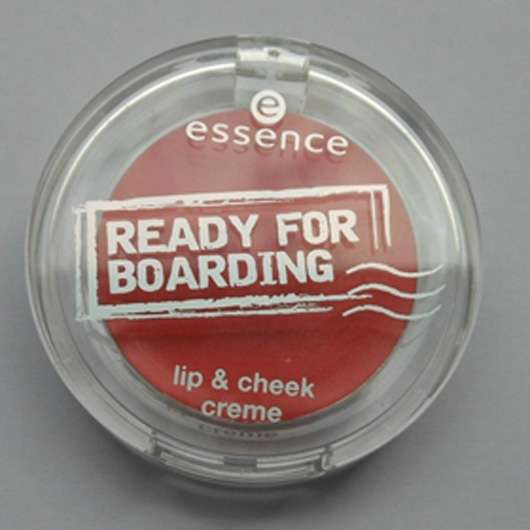 e
essence
READY FOR
BOARDING
lip & cheek
creme